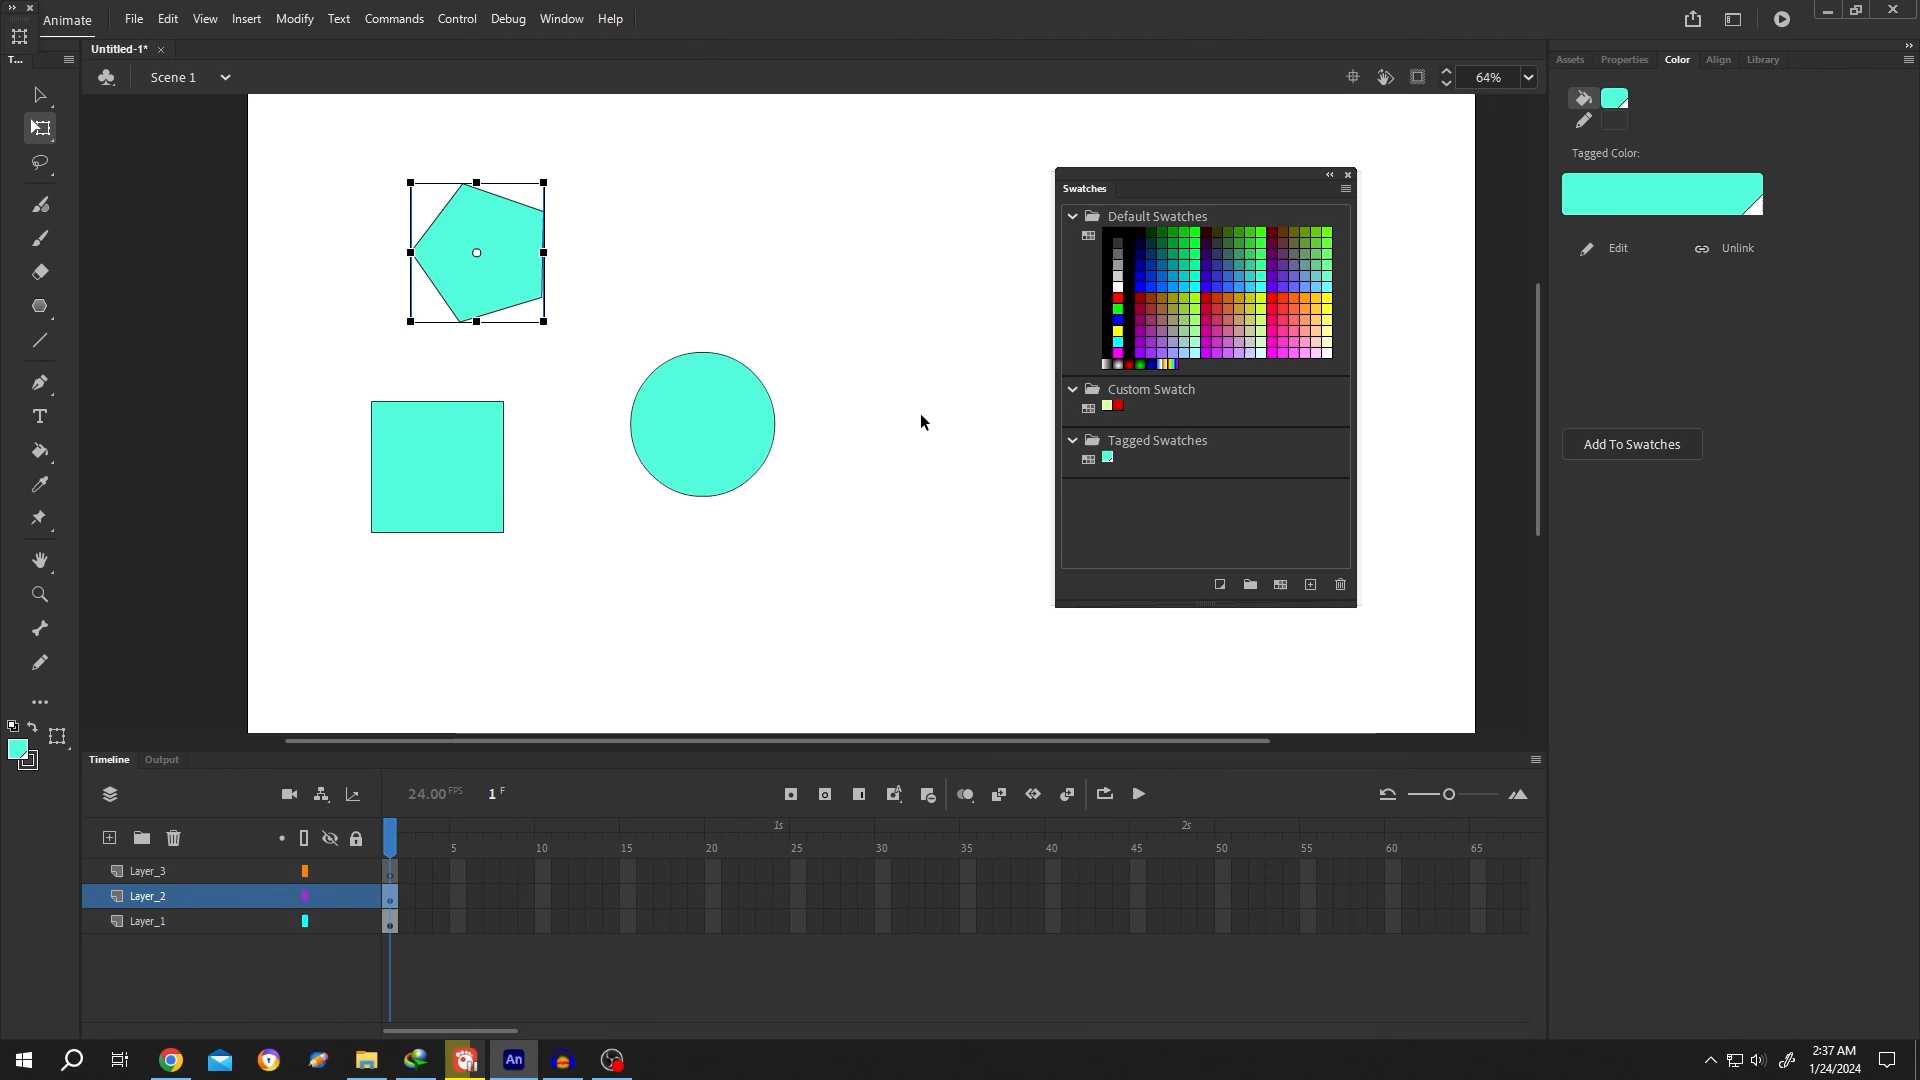 Animate
File Edit View Insert Modify Text Commands Control Debug Window Help
T...
Untitled-1*
Scene 1
64%
Assets Properties Color Align Library
Tagged Color:
Edit Unlink
Add To Swatches
Swatches
Default Swatches
Custom Swatch
Tagged Swatches
Timeline Output
24.00 FPS 1 F
1s 2s
5 10 15 20 25 30 35 40 45 50 55 60 65
Layer_3
Layer_2
Layer_1
An
2:37 AM
1/24/2024